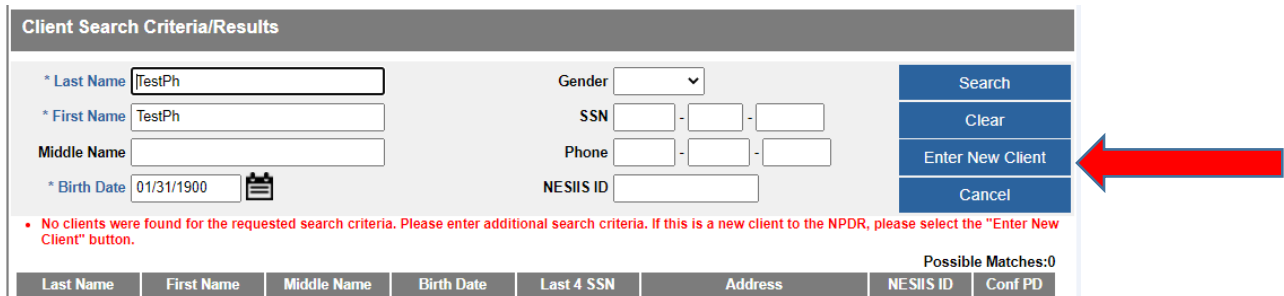 Client Search Criteria/Results
* Last Name TestPh Gender Search
* First Name TestPh SSN - - Clear
Middle Name Phone - - Enter New Client
* Birth Date 01/31/1900 NESIIS ID Cancel
• No clients were found for the requested search criteria. Please enter additional search criteria. If this is a new client to the NPDR, please select the "Enter New
Client" button.
Possible Matches:0
Last Name First Name Middle Name Birth Date Last 4 SSN Address NESIIS ID Conf PD